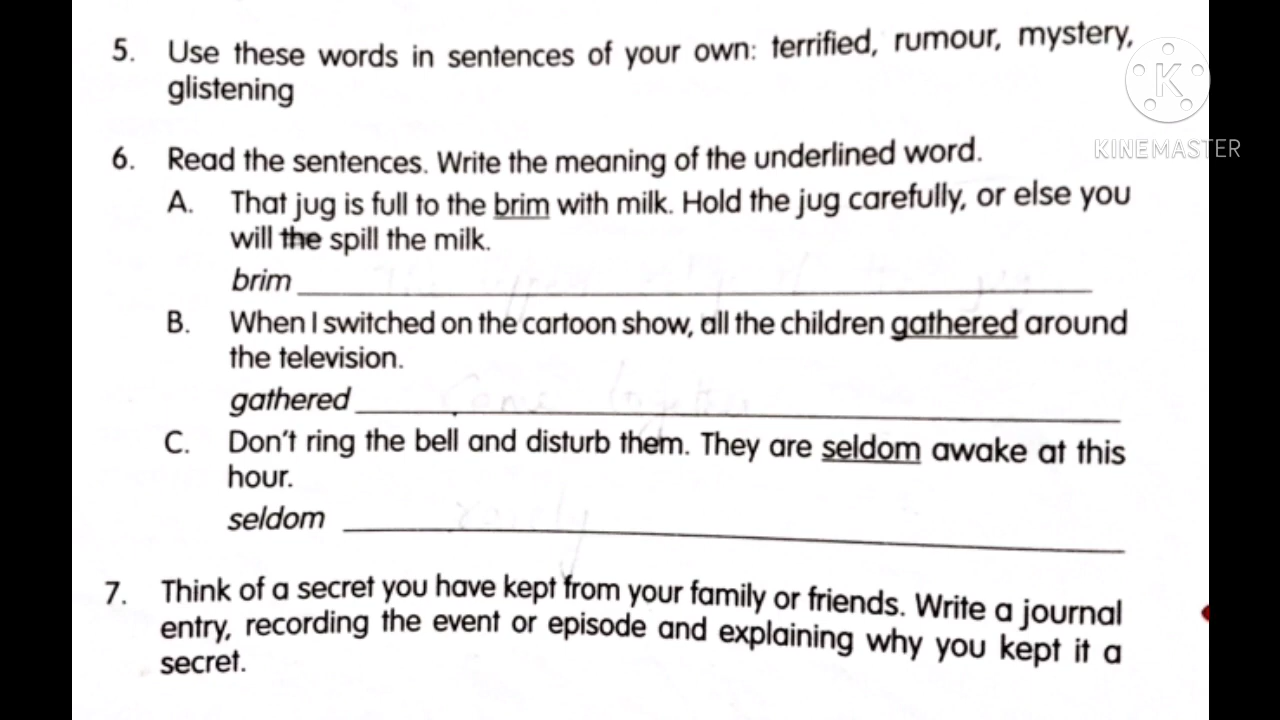 5. Use these words in sentences of your own: terrified, rumour, mystery,
glistening
K
KINEMASTER
6. Read the sentences. Write the meaning of the underlined word.
A. That jug is full to the brim with milk. Hold the jug carefully, or else you
will the spill the milk.
brim
B. When I switched on the cartoon show, all the children gathered around
the television.
gathered
C. Don't ring the bell and disturb them. They are seldom awake at this
hour.
seldom rarely
7. Think of a secret you have kept from your family or friends. Write a journal
entry, recording the event or episode and explaining why you kept it a
secret.